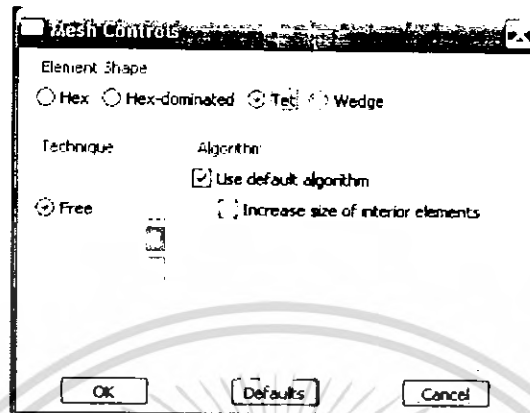 Mesh Controls
Element Shape
Hex Hex-dominated Tet Wedge
Technique Algorithm
Use default algorithm
Free Increase size of interior elements
OK Defaults Cancel